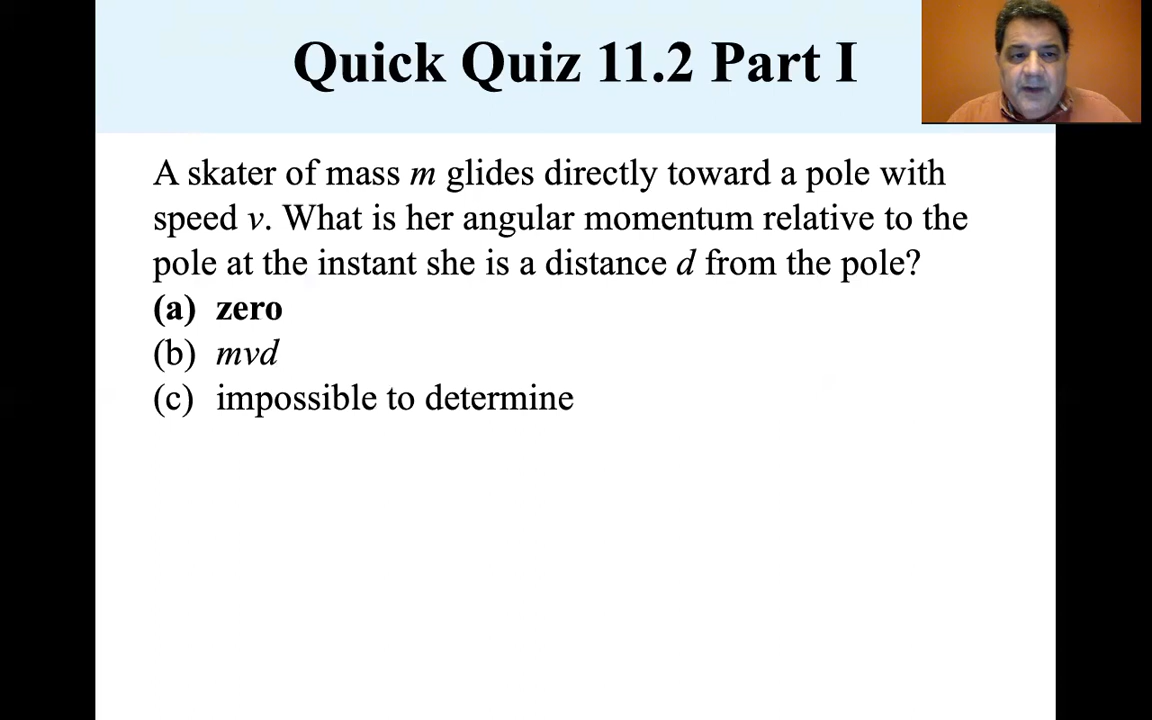 Quick Quiz 11.2 Part I
A skater of mass m glides directly toward a pole with
speed v. What is her angular momentum relative to the
pole at the instant she is a distance d from the pole?
(a) zero
(b) mvd
(c) impossible to determine